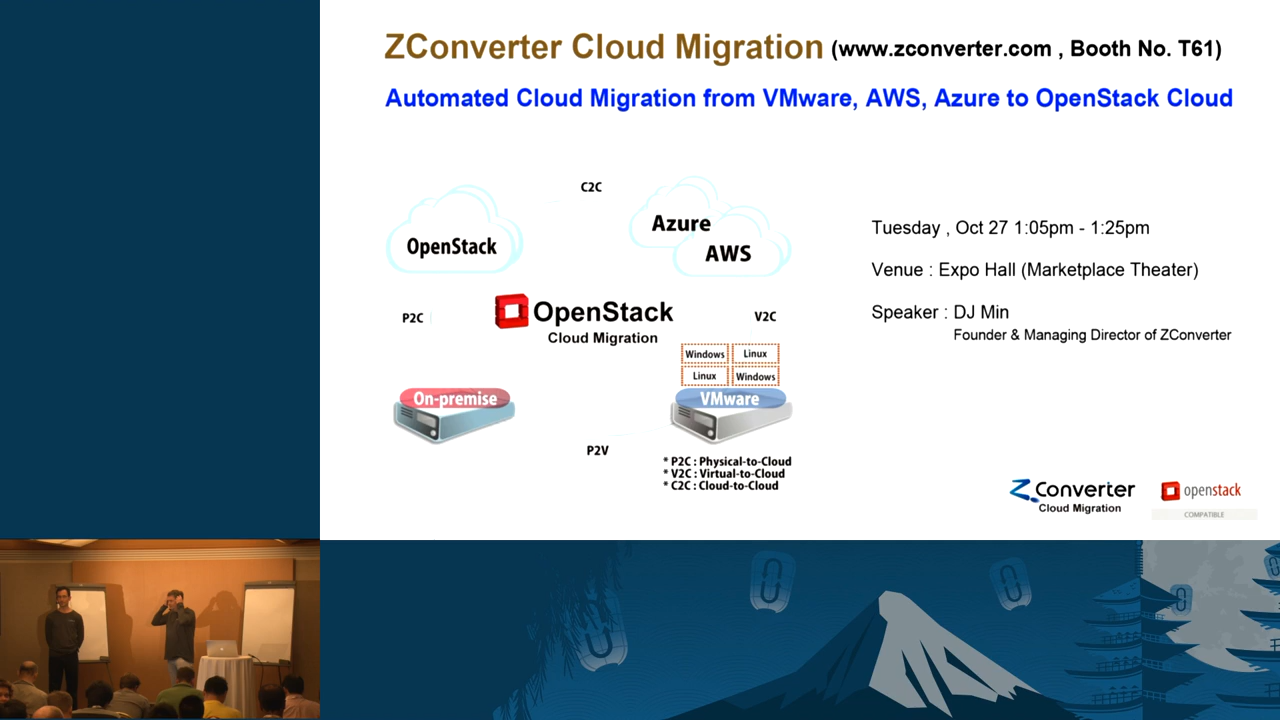 ZConverter Cloud Migration (www.zconverter.com , Booth No. T61)
Automated Cloud Migration from VMware, AWS, Azure to OpenStack Cloud
C2C
OpenStack
Azure
AWS
P2C
OpenStack
Cloud Migration
V2C
Windows Linux
Linux Windows
On-premise
VMware
P2V
* P2C : Physical-to-Cloud
* V2C : Virtual-to-Cloud
* C2C : Cloud-to-Cloud
Tuesday , Oct 27 1:05pm - 1:25pm
Venue : Expo Hall (Marketplace Theater)
Speaker : DJ Min
Founder & Managing Director of ZConverter
ZConverter
Cloud Migration
openstack
COMPATIBLE